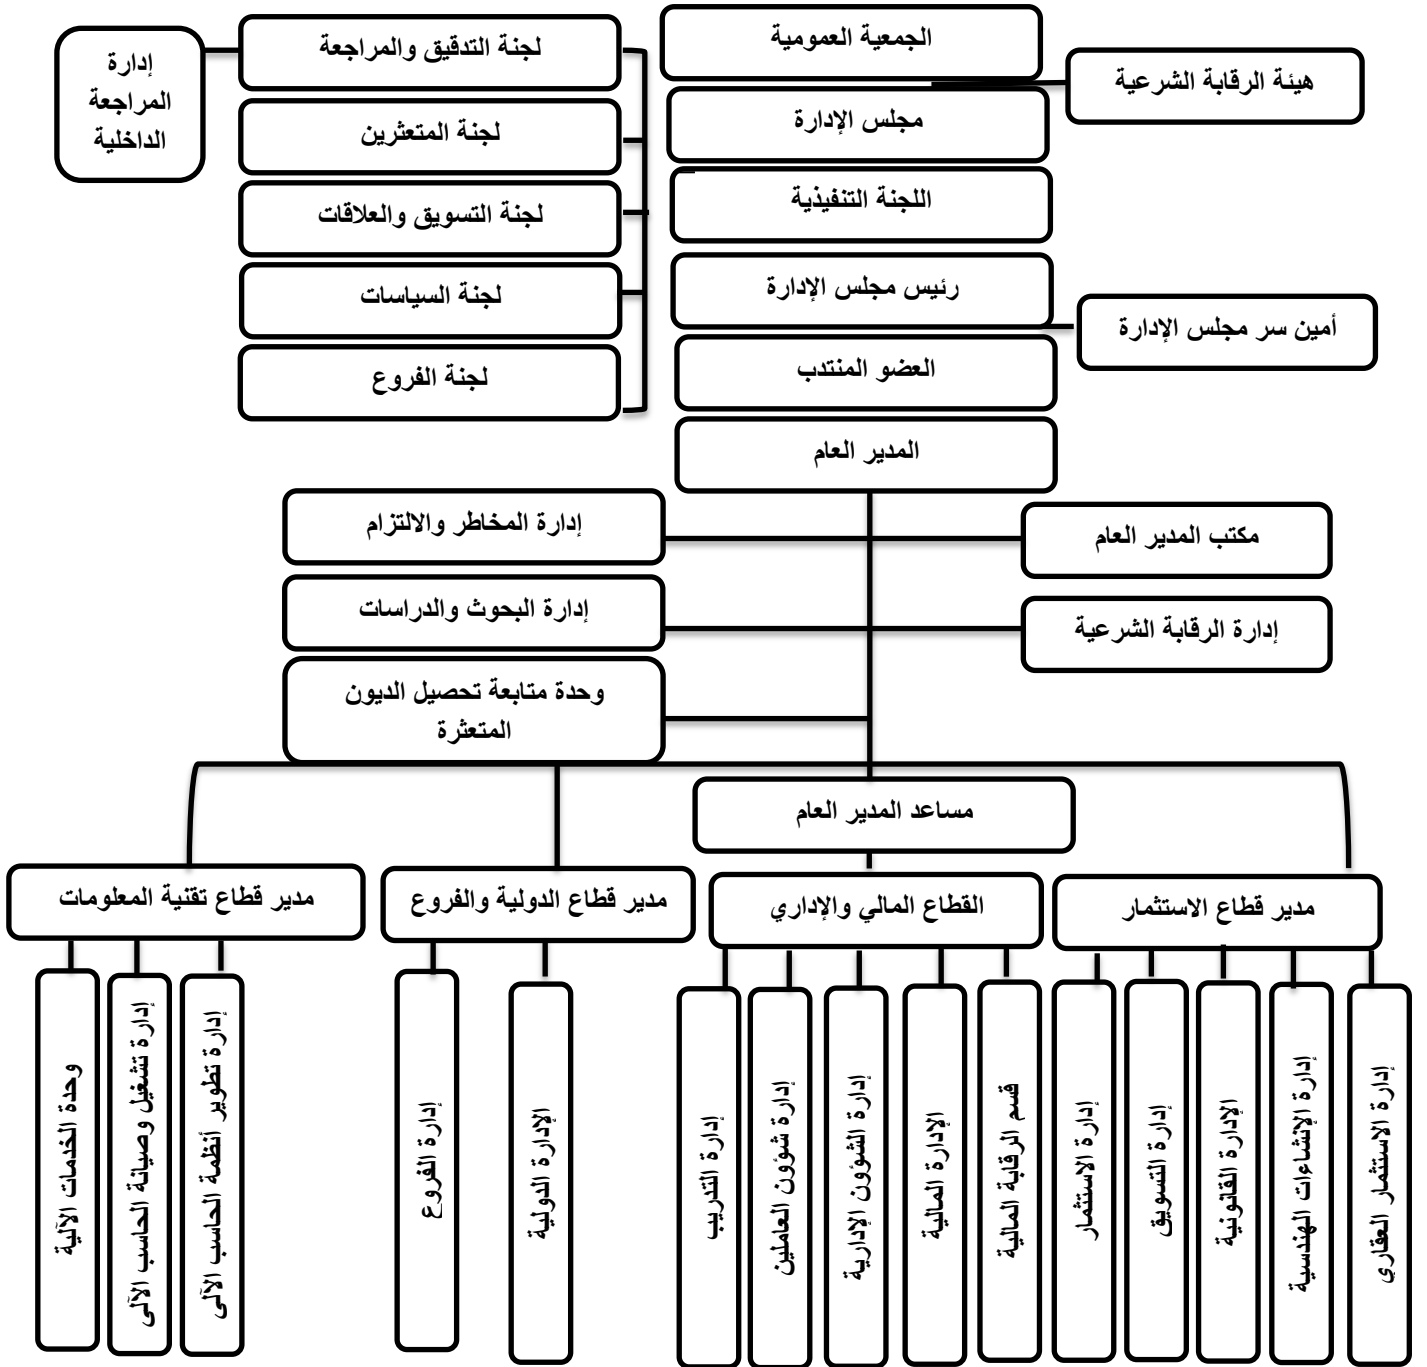 الجمعية العمومية
هيئة الرقابة الشرعية
مجلس الإدارة
اللجنة التنفيذية
رئيس مجلس الإدارة
أمين سر مجلس الإدارة
العضو المنتدب
المدير العام
لجنة التدقيق والمراجعة
إدارة
المراجعة
الداخلية
لجنة المتعثرين
لجنة التسويق والعلاقات
لجنة السياسات
لجنة الفروع
مكتب المدير العام
إدارة المخاطر والالتزام
إدارة الرقابة الشرعية
إدارة البحوث والدراسات
وحدة متابعة تحصيل الديون
المتعثرة
مساعد المدير العام
مدير قطاع الاستثمار
القطاع المالي والإداري
مدير قطاع الدولية والفروع
مدير قطاع تقنية المعلومات
إدارة الاستثمار العقاري
إدارة الإنشاءات الهندسية
الإدارة القانونية
إدارة التسويق
إدارة الاستثمار
قسم الرقابة المالية
الإدارة المالية
إدارة الشؤون الإدارية
إدارة شؤون العاملين
إدارة التدريب
الإدارة الدولية
إدارة الفروع
إدارة تطوير أنظمة الحاسب الآلى
إدارة تشغيل وصيانة الحاسب الآلى
وحدة الخدمات الآلية